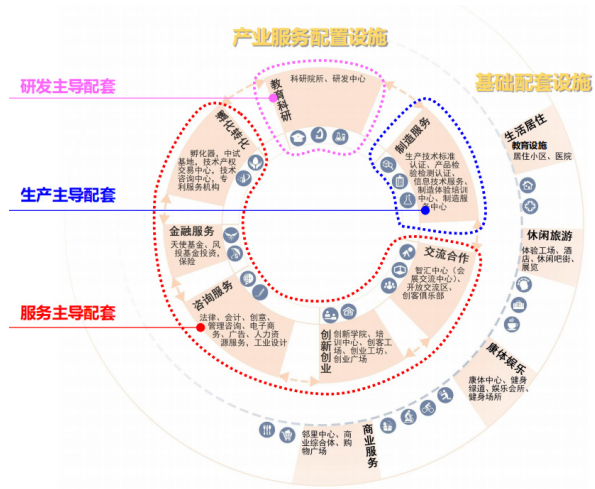 产业服务配置设施
基础配套设施
研发主导配套
生产主导配套
服务主导配套
教育科研
科研院所、研发中心
孵化转化
孵化器，中试
基地，技术产权
交易中心，技术
咨询中心，专
利服务机构
制造服务
生产技术标准
认证、产品检
验检测认证、
信息技术服务、
制造体验培训
中心、制造服
务中心
金融服务
天使基金、风
投基金投资，
保险
交流合作
智汇中心（会
展交流中心）、
开放交流区、
创客俱乐部
咨询服务
法律、会计、创意、
管理咨询、电子商
务、广告、人力资
源服务，工业设计
创新创业
创新学院、培
训中心、创客工
场、创业工坊、
创业广场
生活居住
教育设施
居住小区、医院
休闲旅游
体验工场、酒
店、休闲吧街、
展览
康体娱乐
康体中心、健身
绿道、娱乐会所、
健身场所
商业服务
邻里中心、商
业综合体、购
物广场